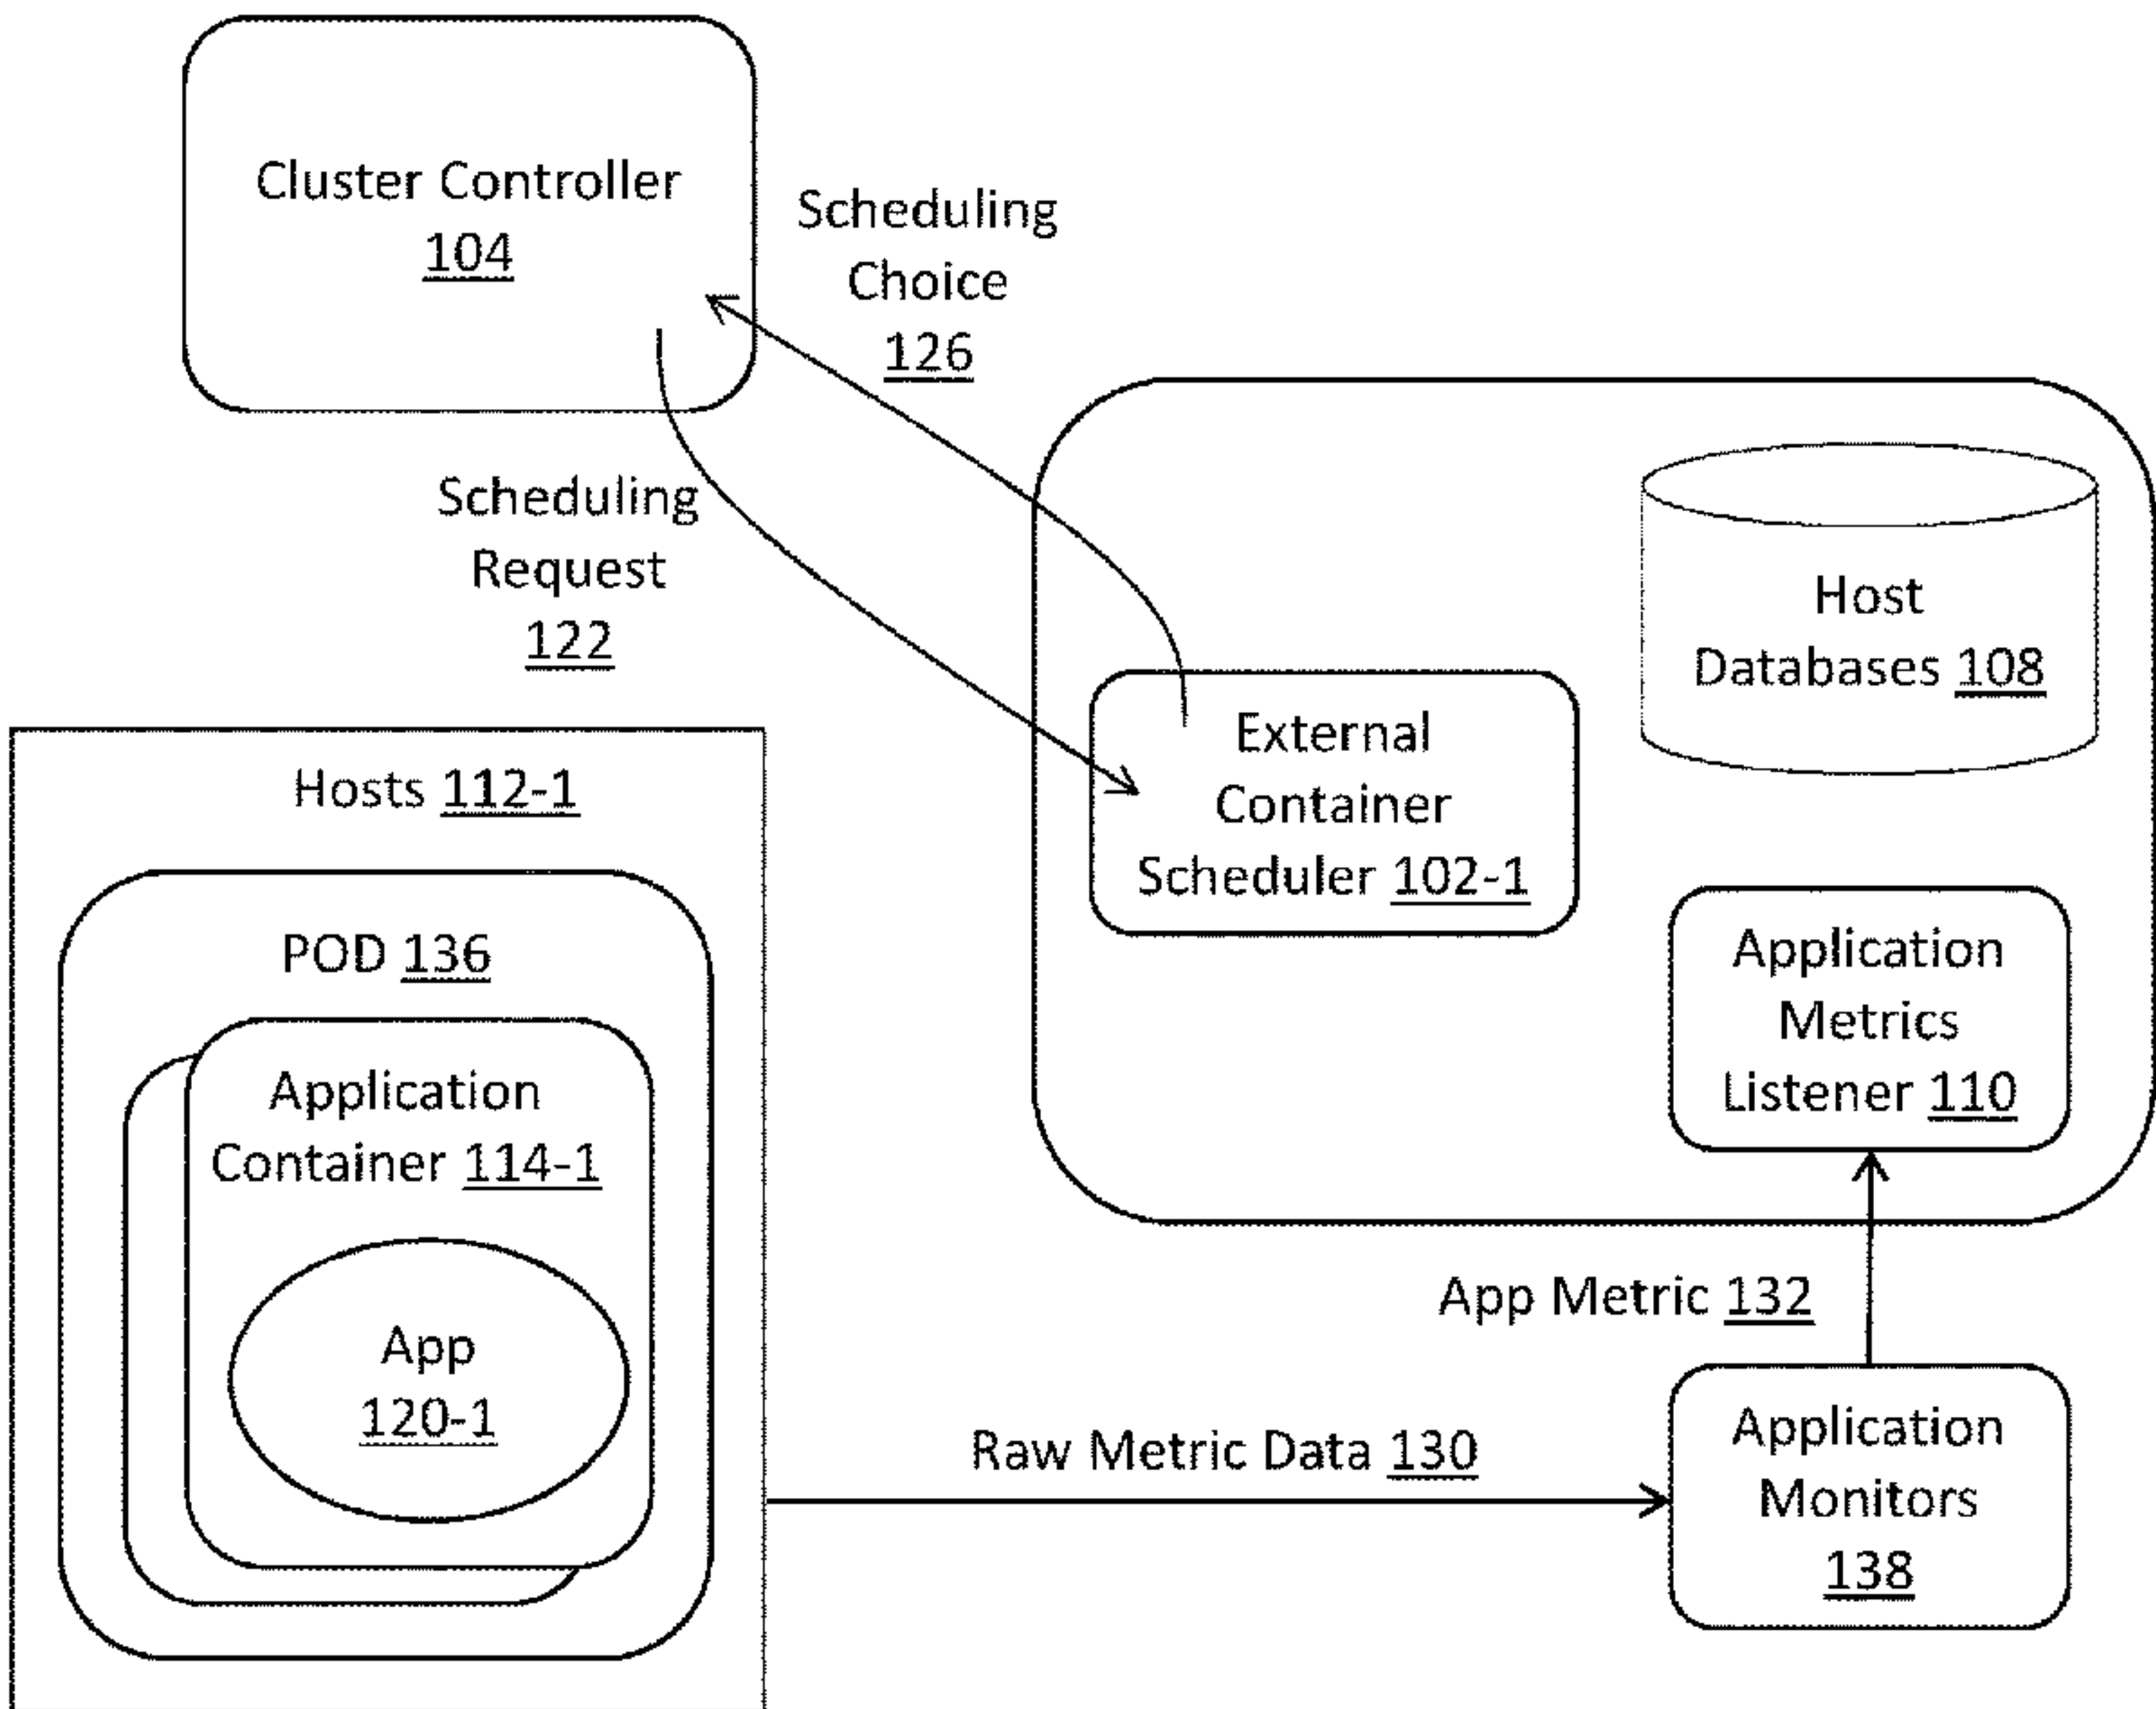 Cluster Controller
104
Scheduling
Choice
126
Scheduling
Request
122
Host
Databases 108
External
Container
Scheduler 102-1
Application
Metrics
Listener 110
Hosts 112-1
POD 136
Application
Container 114-1
App
120-1
App Metric 132
Raw Metric Data 130
Application
Monitors
138